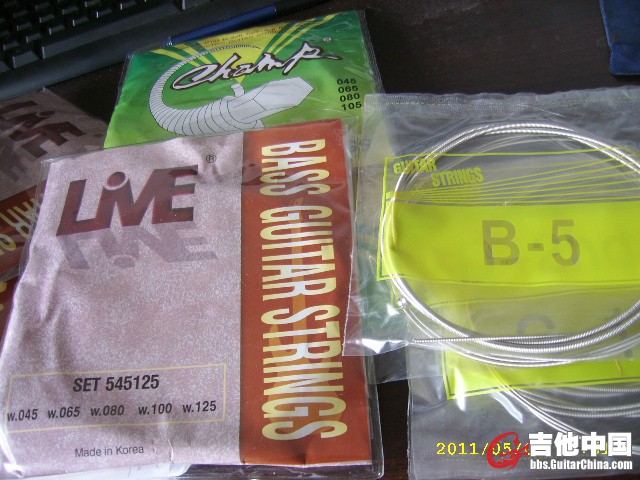 Champ®
045
065
080
105
LiVE®
BASS GUITAR STRINGS
SET 545125
w.045 w.065 w.080 w.100 w.125
Made in Korea
GUITAR
STRINGS
B-5
2011/05/
吉他中国
bbs.GuitarChina.com